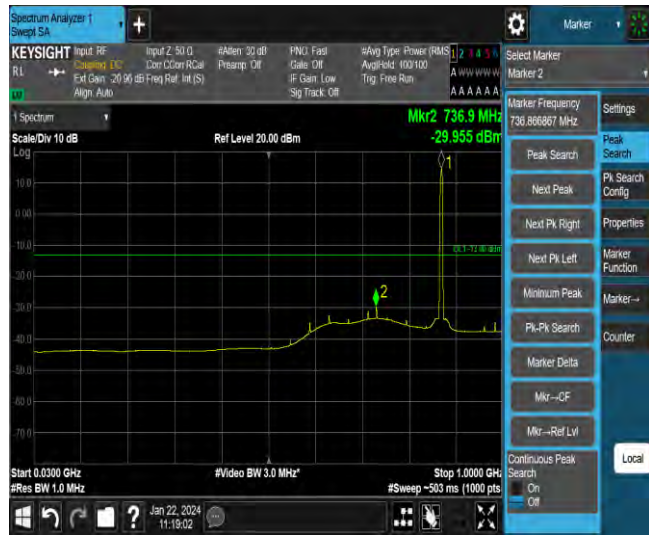 Spectrum Analyzer 1
Swept SA
Marker
KEYSIGHT Input: RF
RL
Coupling: DC
Ext Gain: -20.96 dB
Align: Auto
Input Z: 50 Ω
Corr CCorr RCal
Freq Ref: Int (S)
#Atten: 30 dB
Preamp: Off
PNO: Fast
Gate: Off
IF Gain: Low
Sig Track: Off
#Avg Type: Power (RMS
Avg|Hold: 100/100
Trig: Free Run
1 2 3 4 5 6
A W W W W W
A A A A A A
Select Marker
Marker 2
1 Spectrum
Mkr2 736.9 MHz
Scale/Div 10 dB
Ref Level 20.00 dBm
-29.955 dBm
Log
1
10.0
0.00
-10.0
-20.0
2
-30.0
-40.0
-50.0
-60.0
-70.0
Start 0.0300 GHz
#Video BW 3.0 MHz*
Stop 1.0000 GHz
#Res BW 1.0 MHz
#Sweep ~503 ms (1000 pts
Marker Frequency
736.866867 MHz
Peak Search
Next Peak
Next Pk Right
Next Pk Left
Minimum Peak
Pk-Pk Search
Marker Delta
Mkr→CF
Mkr→Ref Lvl
Continuous Peak
Search
On
Off
Settings
Peak
Search
Pk Search
Config
Properties
Marker
Function
Marker→
Counter
Local
?
Jan 22, 2024
11:19:02